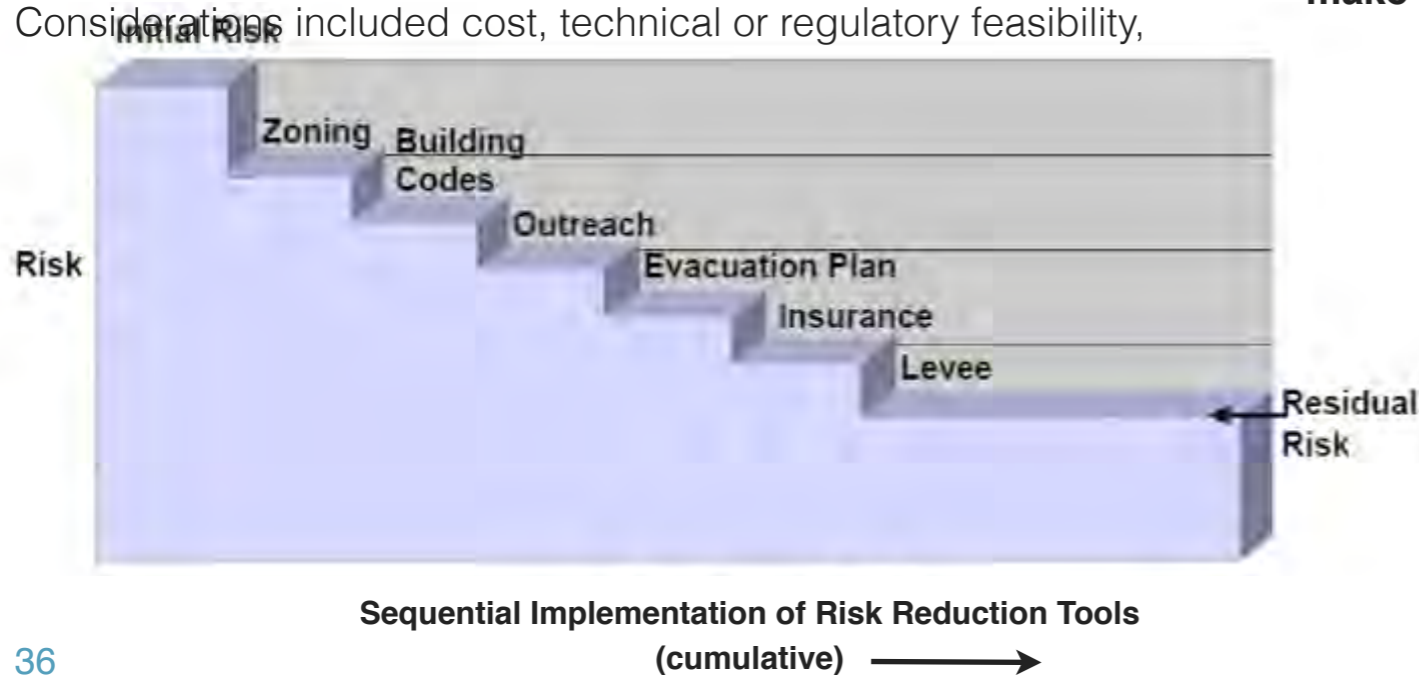 make
Considerations included cost, technical or regulatory feasibility,
Initial Risk
Zoning
Building
Codes
Outreach
Risk
Evacuation Plan
Insurance
Levee
Residual
Risk
Sequential Implementation of Risk Reduction Tools
(cumulative)
36